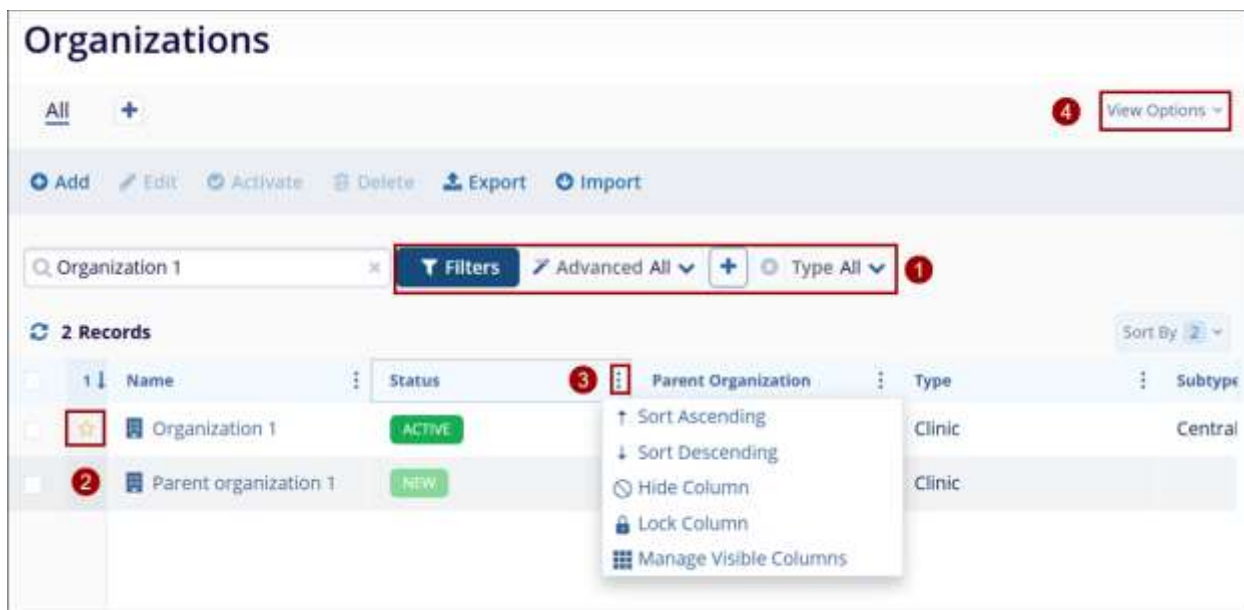 Organizations
All +
4 View Options
Add Edit Activate Delete Export Import
Organization 1 × Filters Advanced All + Type All 1
2 Records Sort By 2
1 Name Status 3 Parent Organization Type Subtype
Organization 1 ACTIVE Clinic Central
2 Parent organization 1 NEW Clinic
Sort Ascending
Sort Descending
Hide Column
Lock Column
Manage Visible Columns